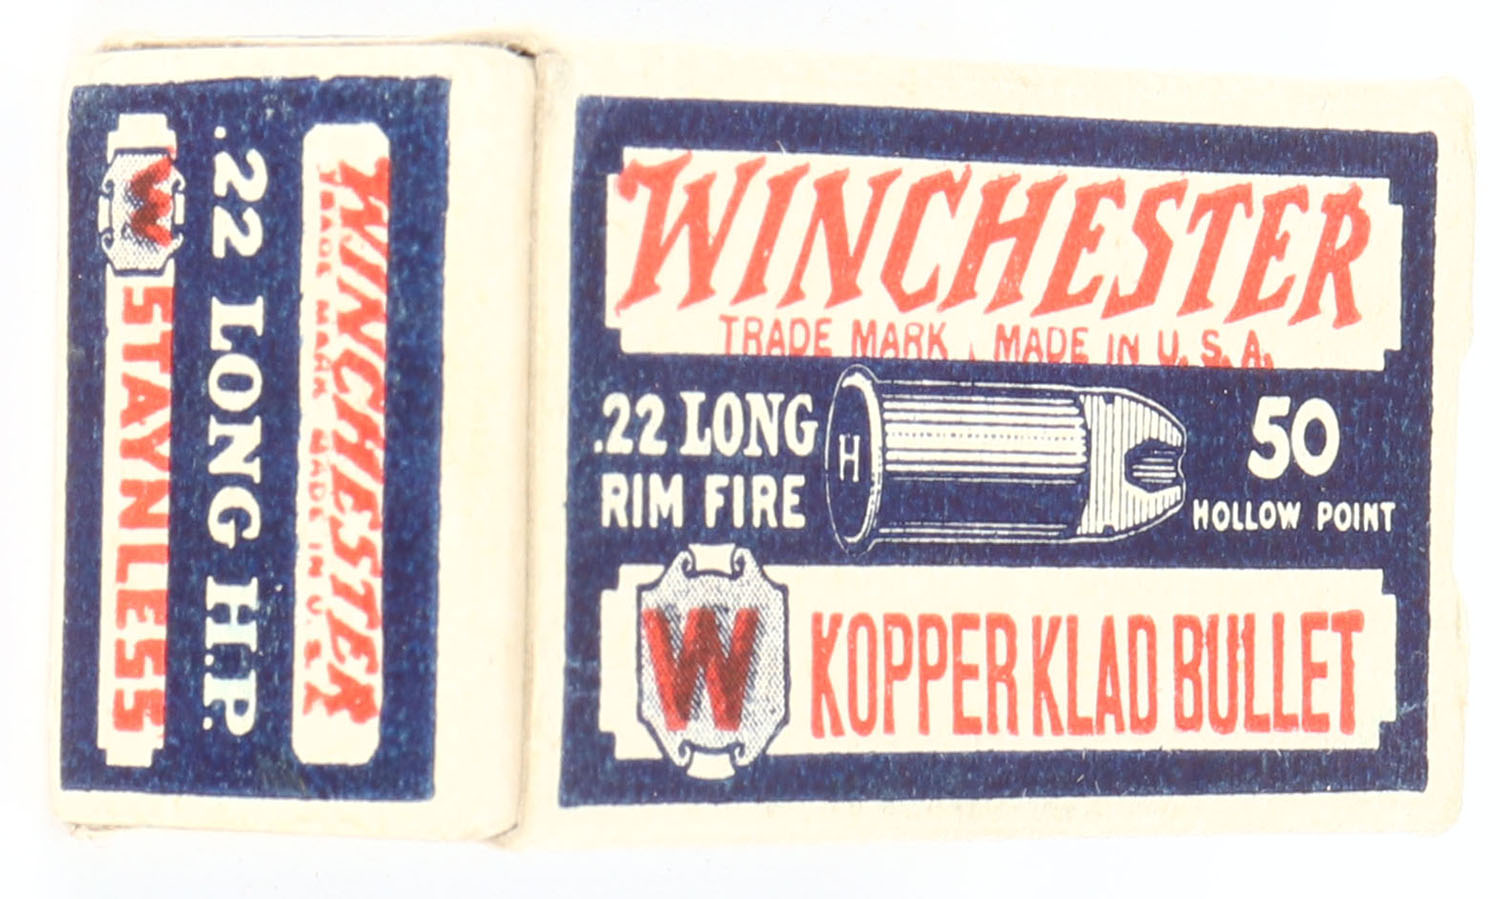 WINCHESTER
TRADE MARK MADE IN U.S.A.
.22 LONG
RIM FIRE
H
50
HOLLOW POINT
W
KOPPER KLAD BULLET
WINCHESTER
TRADE MARK MADE IN U.S.
.22 LONG H.P.
W
STAYNLESS